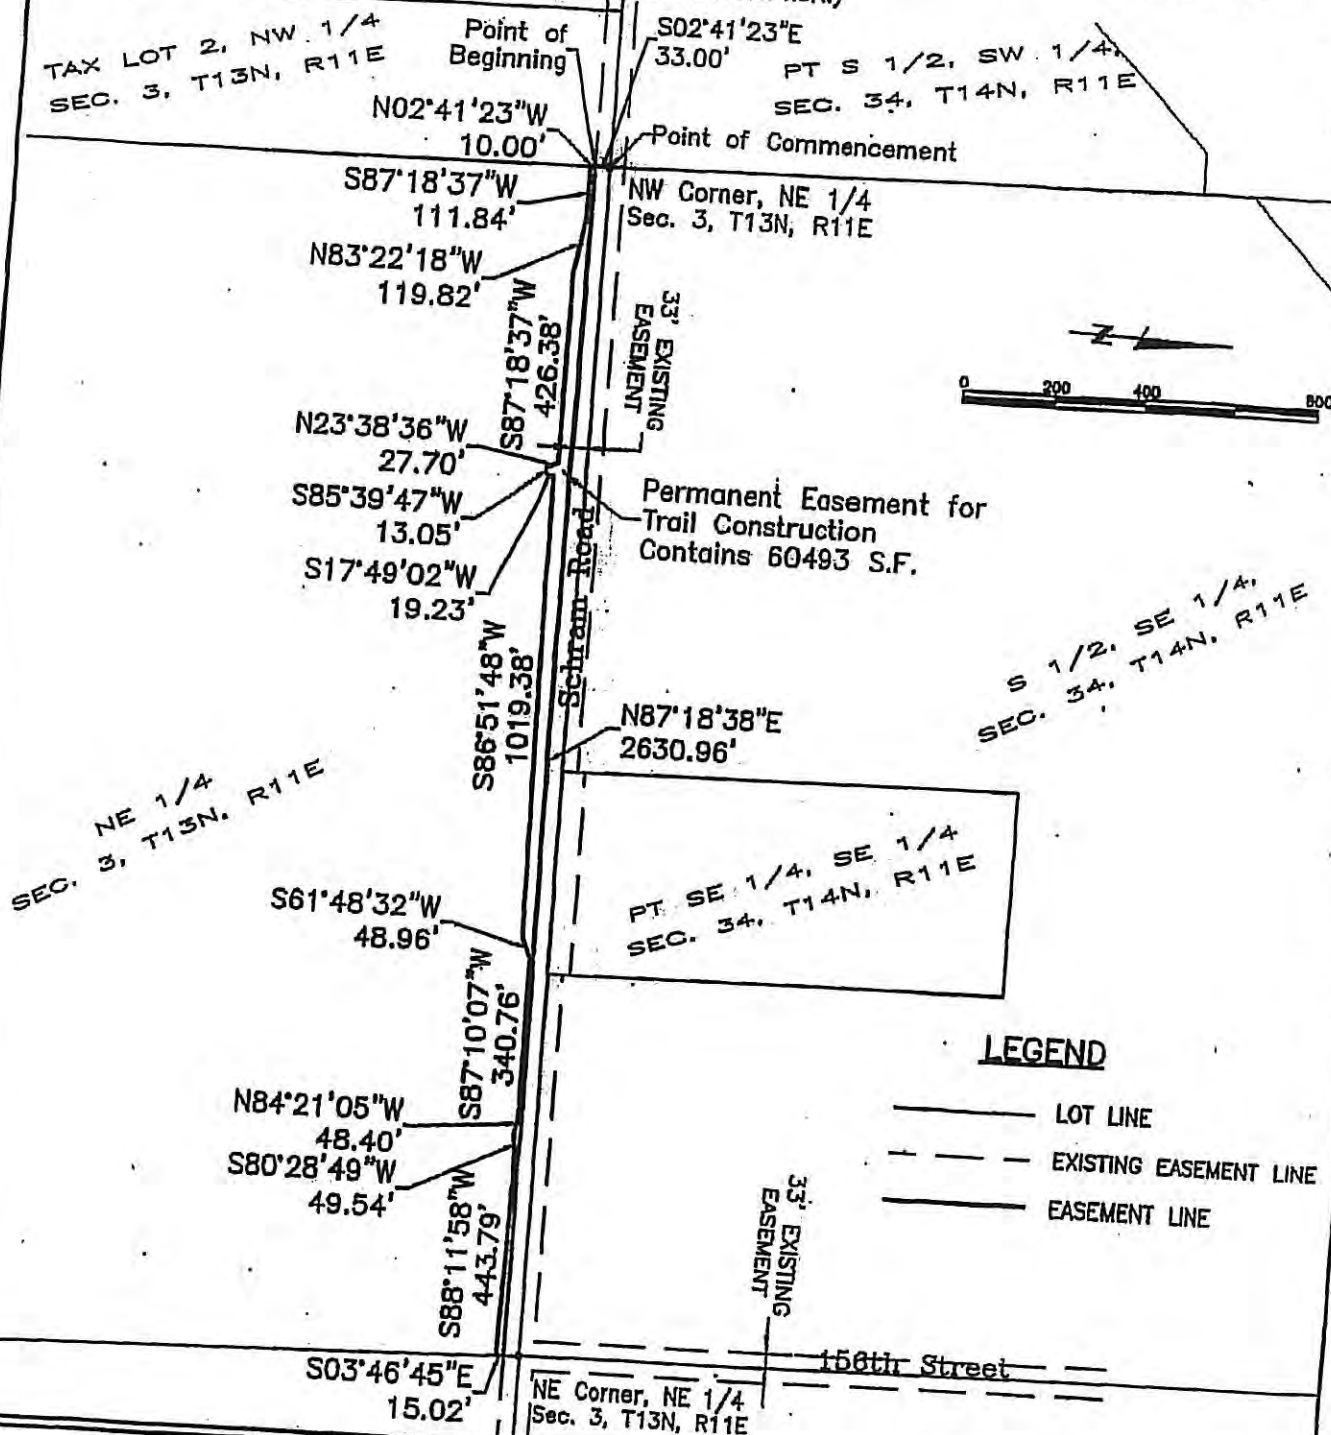 TAX LOT 2, NW 1/4
SEC. 3, T13N, R11E
Point of
Beginning
S02°41'23"E
33.00'
PT S 1/2, SW 1/4,
SEC. 34, T14N, R11E
N02°41'23"W
10.00'
Point of Commencement
S87°18'37"W
111.84'
NW Corner, NE 1/4
Sec. 3, T13N, R11E
N83°22'18"W
119.82'
S87°18'37"W
426.38'
33' EXISTING
EASEMENT
Z
0 200 400 800
N23°38'36"W
27.70'
S85°39'47"W
13.05'
Permanent Easement for
Trail Construction
Contains 60493 S.F.
S17°49'02"W
19.23'
Schram Road
S86°51'48"W
1019.38'
S 1/2, SE 1/4,
SEC. 34, T14N, R11E
N87°18'38"E
2630.96'
NE 1/4
SEC. 3, T13N, R11E
PT SE 1/4, SE 1/4
SEC. 34, T14N, R11E
S61°48'32"W
48.96'
S87°10'07"W
340.76'
LEGEND
LOT LINE
EXISTING EASEMENT LINE
EASEMENT LINE
N84°21'05"W
48.40'
S80°28'49"W
49.54'
S88°11'58"W
443.79'
33' EXISTING
EASEMENT
156th Street
S03°46'45"E
15.02'
NE Corner, NE 1/4
Sec. 3, T13N, R11E